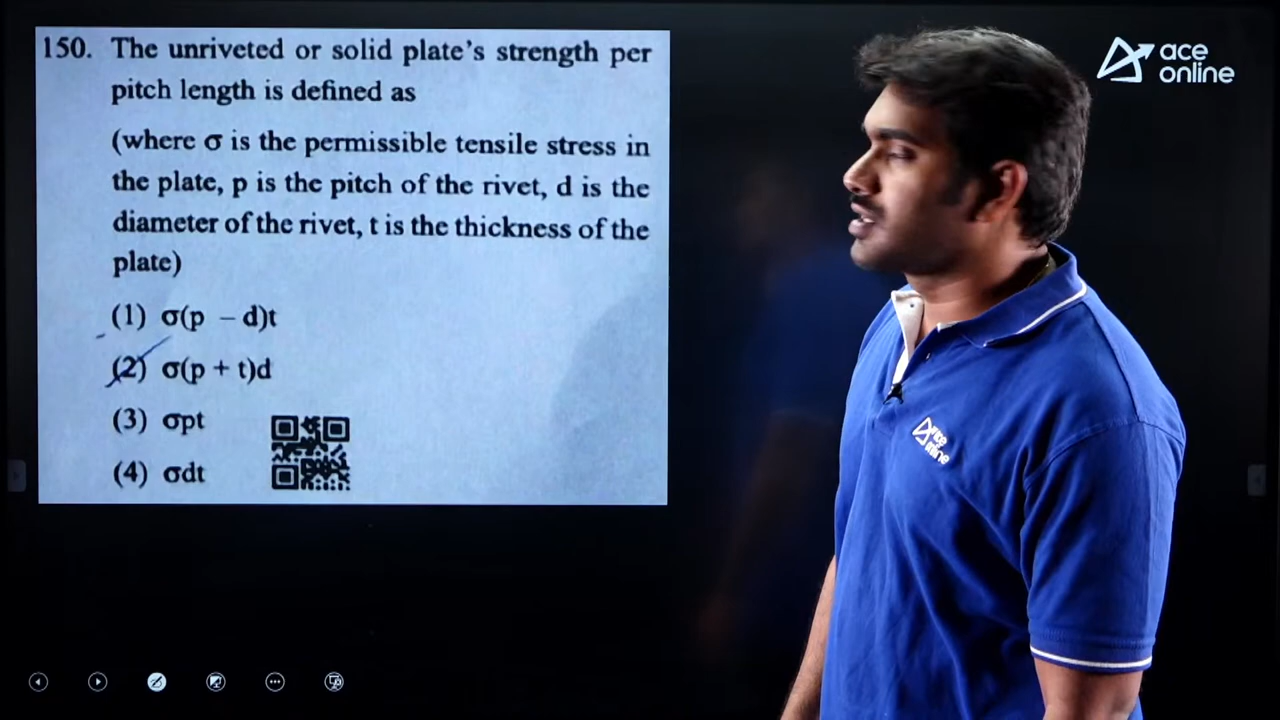 150. The unriveted or solid plate's strength per
pitch length is defined as
(where σ is the permissible tensile stress in
the plate, p is the pitch of the rivet, d is the
diameter of the rivet, t is the thickness of the
plate)
(1) σ(p – d)t
(2) σ(p + t)d
(3) σpt
(4) σdt
ace
online
ace
online